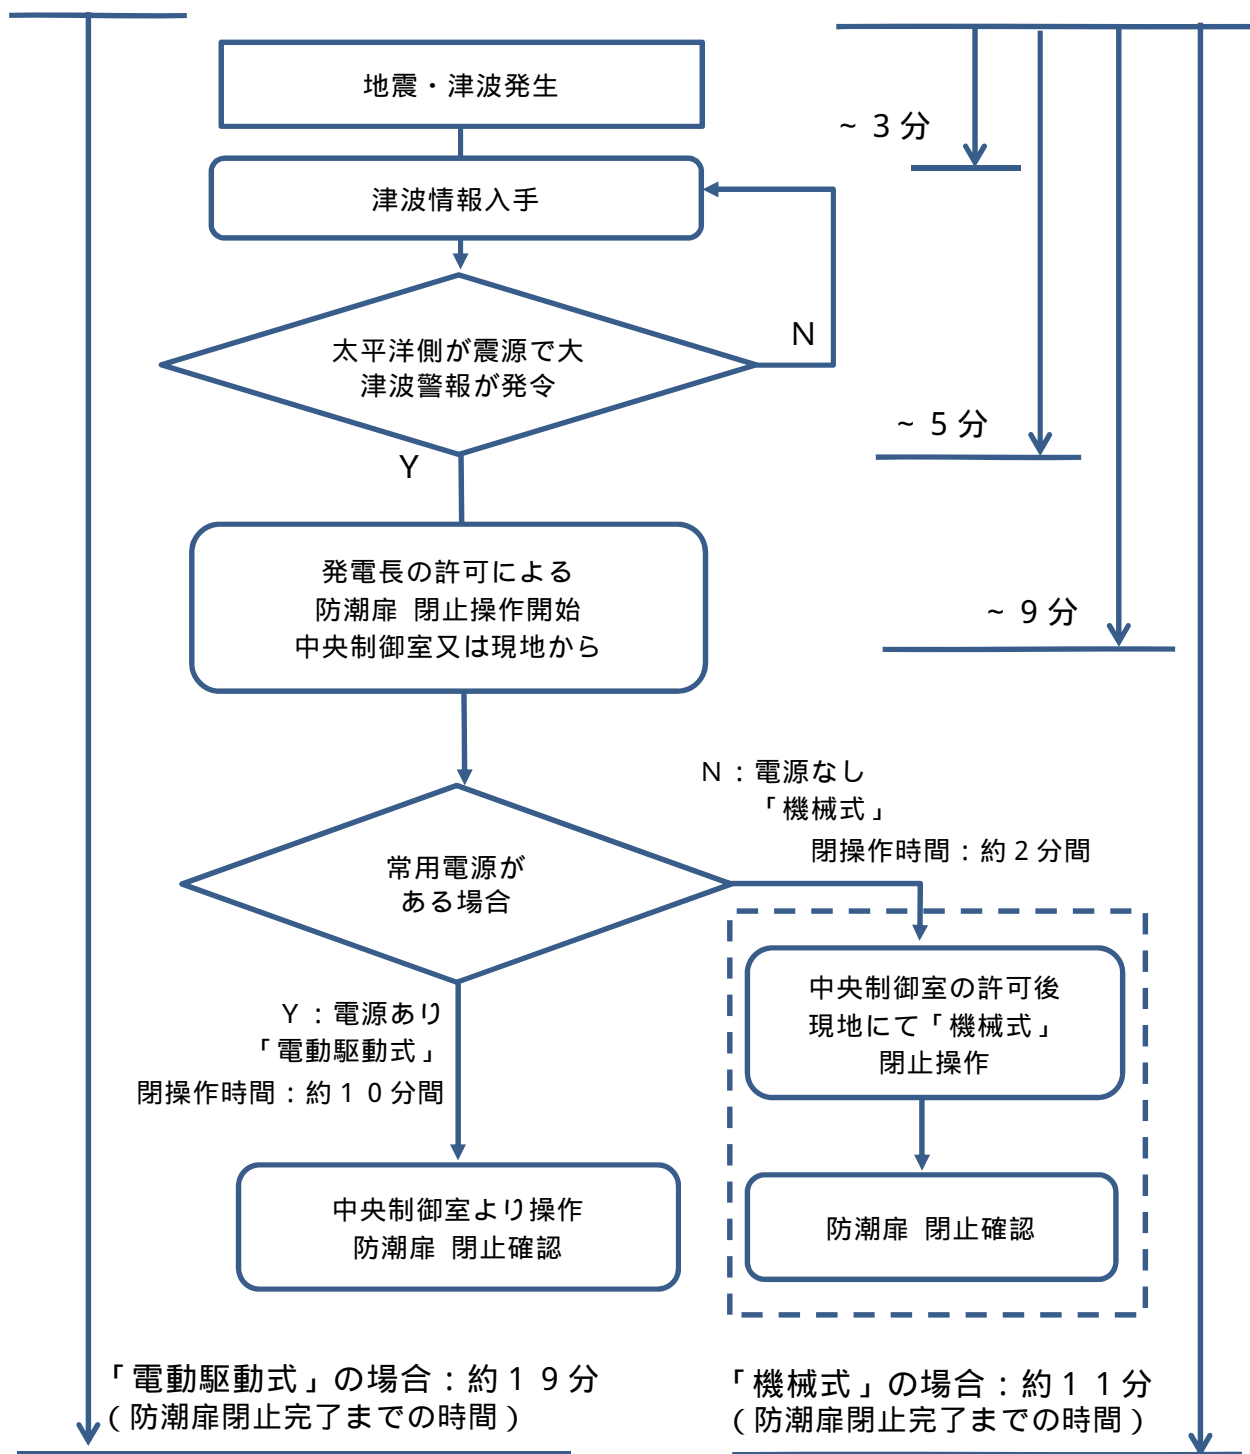 地震・津波発生
~ 3分
津波情報入手
N
太平洋側が震源で大
津波警報が発令
~ 5分
Y
発電長の許可による
防潮扉 閉止操作開始
中央制御室又は現地から
~ 9分
N:電源なし
「機械式」
閉操作時間:約2分間
常用電源が
ある場合
中央制御室の許可後
現地にて「機械式」
閉止操作
Y:電源あり
「電動駆動式」
閉操作時間:約10分間
中央制御室より操作
防潮扉 閉止確認
防潮扉 閉止確認
「電動駆動式」の場合:約19分
(防潮扉閉止完了までの時間)
「機械式」の場合:約11分
(防潮扉閉止完了までの時間)